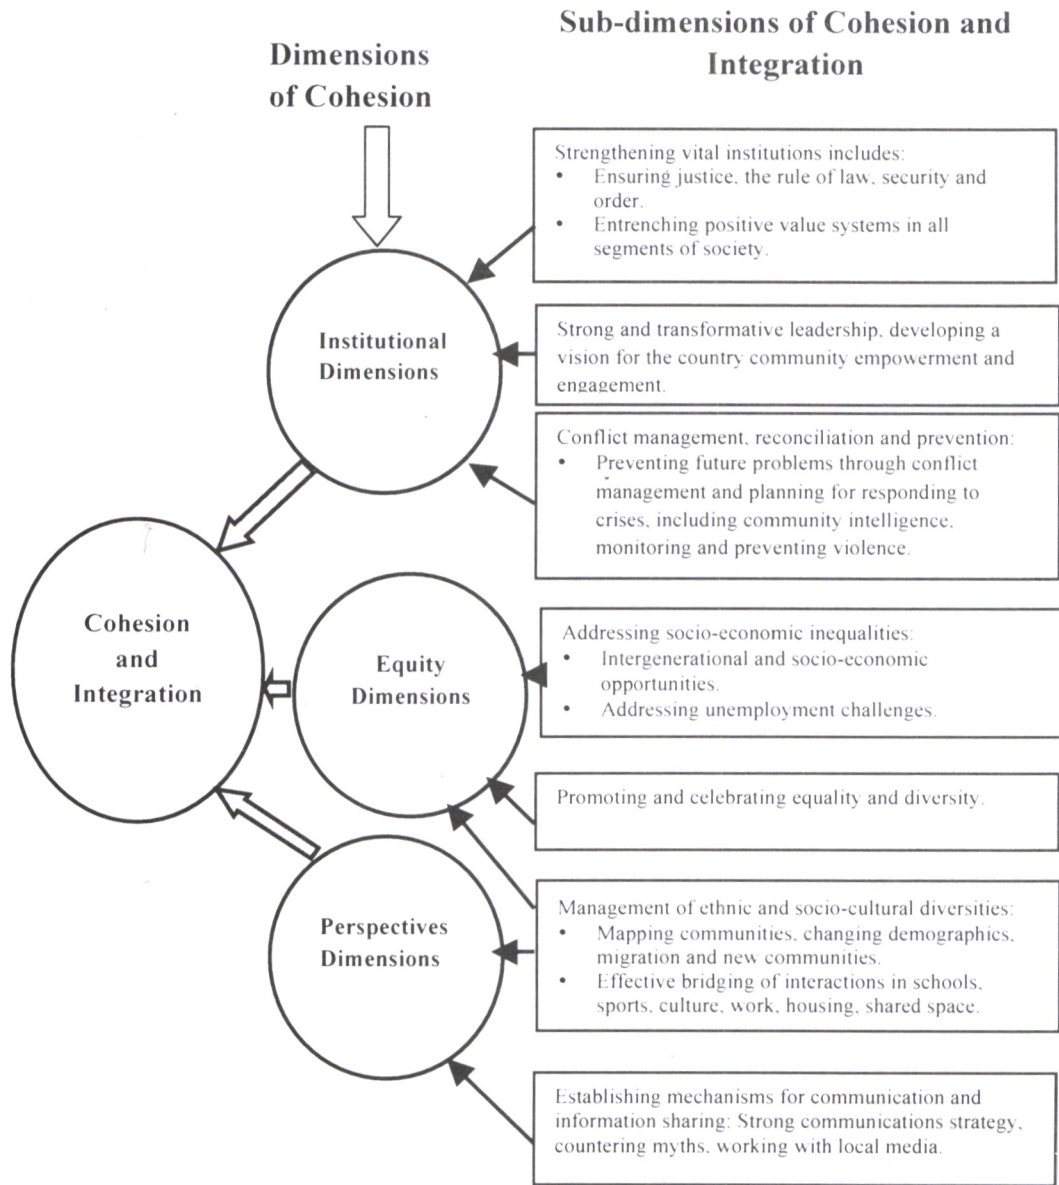 Sub-dimensions of Cohesion and
Integration
Dimensions
of Cohesion
Strengthening vital institutions includes:
• Ensuring justice, the rule of law, security and
order.
• Entrenching positive value systems in all
segments of society.
Institutional
Dimensions
Strong and transformative leadership, developing a
vision for the country community empowerment and
engagement.
Conflict management, reconciliation and prevention:
• Preventing future problems through conflict
management and planning for responding to
crises, including community intelligence,
monitoring and preventing violence.
Cohesion
and
Integration
Equity
Dimensions
Addressing socio-economic inequalities:
• Intergenerational and socio-economic
opportunities.
• Addressing unemployment challenges.
Promoting and celebrating equality and diversity.
Perspectives
Dimensions
Management of ethnic and socio-cultural diversities:
• Mapping communities, changing demographics,
migration and new communities.
• Effective bridging of interactions in schools,
sports, culture, work, housing, shared space.
Establishing mechanisms for communication and
information sharing: Strong communications strategy,
countering myths, working with local media.